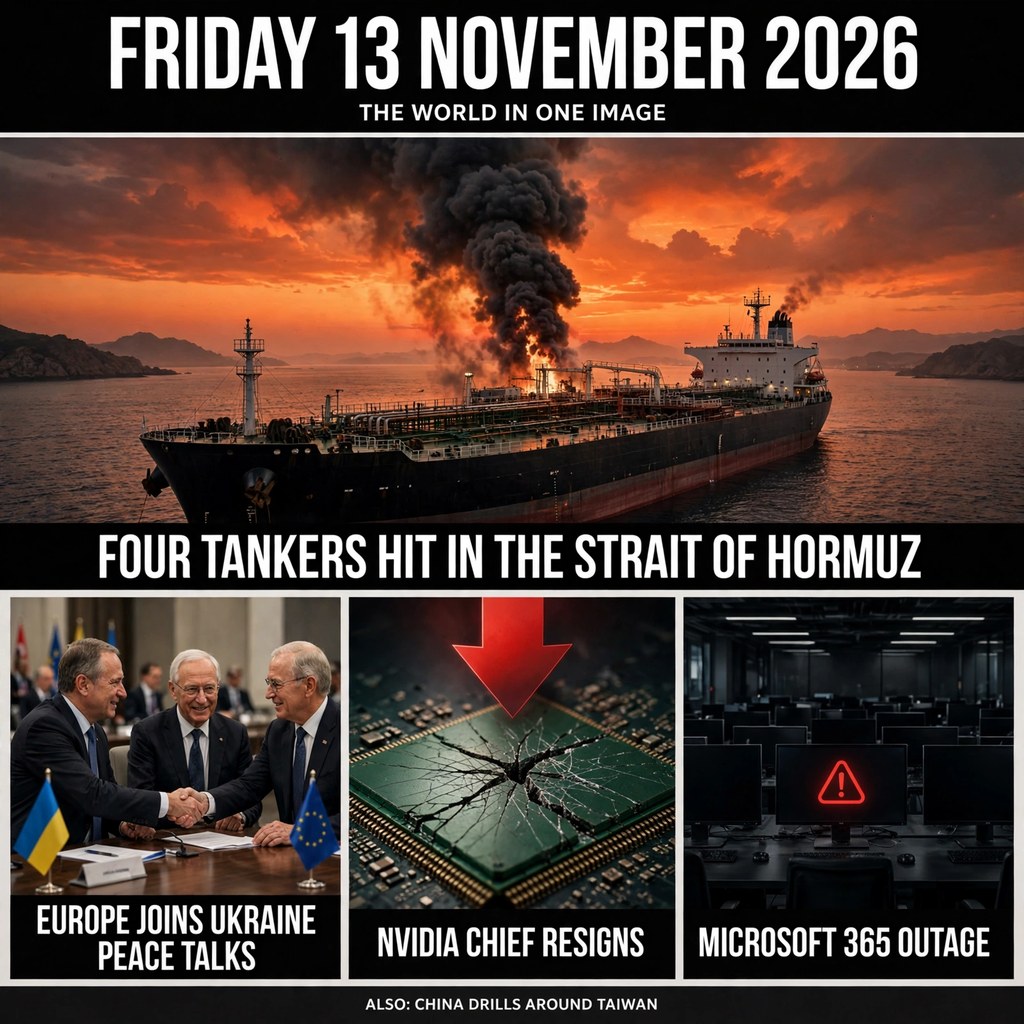 FRIDAY 13 NOVEMBER 2026
THE WORLD IN ONE IMAGE
FOUR TANKERS HIT IN THE STRAIT OF HORMUZ
EUROPE JOINS UKRAINE
PEACE TALKS
NVIDIA CHIEF RESIGNS
MICROSOFT 365 OUTAGE
ALSO: CHINA DRILLS AROUND TAIWAN